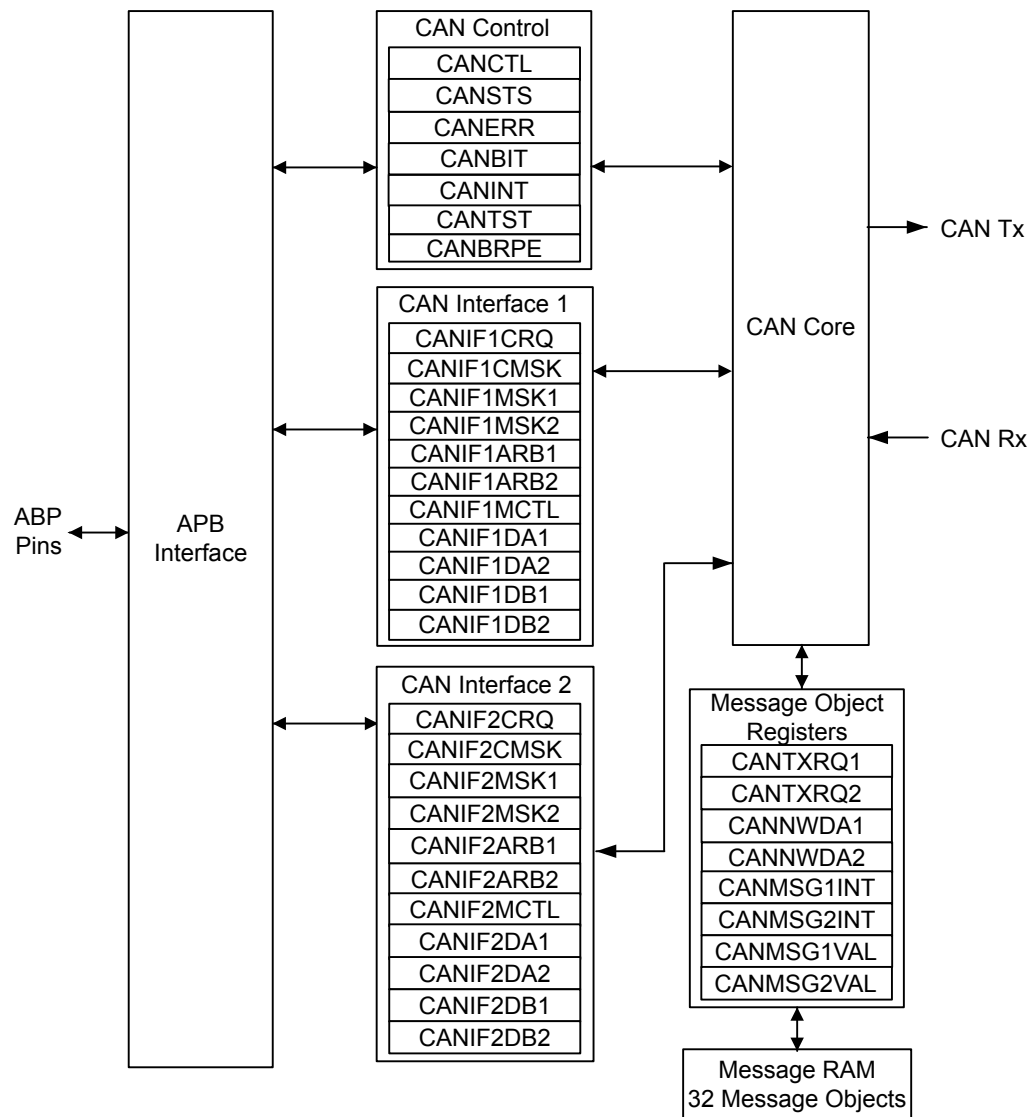 ABP
Pins
APB
Interface
CAN Control
CANCTL
CANSTS
CANERR
CANBIT
CANINT
CANTST
CANBRPE
CAN Interface 1
CANIF1CRQ
CANIF1CMSK
CANIF1MSK1
CANIF1MSK2
CANIF1ARB1
CANIF1ARB2
CANIF1MCTL
CANIF1DA1
CANIF1DA2
CANIF1DB1
CANIF1DB2
CAN Interface 2
CANIF2CRQ
CANIF2CMSK
CANIF2MSK1
CANIF2MSK2
CANIF2ARB1
CANIF2ARB2
CANIF2MCTL
CANIF2DA1
CANIF2DA2
CANIF2DB1
CANIF2DB2
CAN Core
CAN Tx
CAN Rx
Message Object
Registers
CANTXRQ1
CANTXRQ2
CANNWDA1
CANNWDA2
CANMSG1INT
CANMSG2INT
CANMSG1VAL
CANMSG2VAL
Message RAM
32 Message Objects